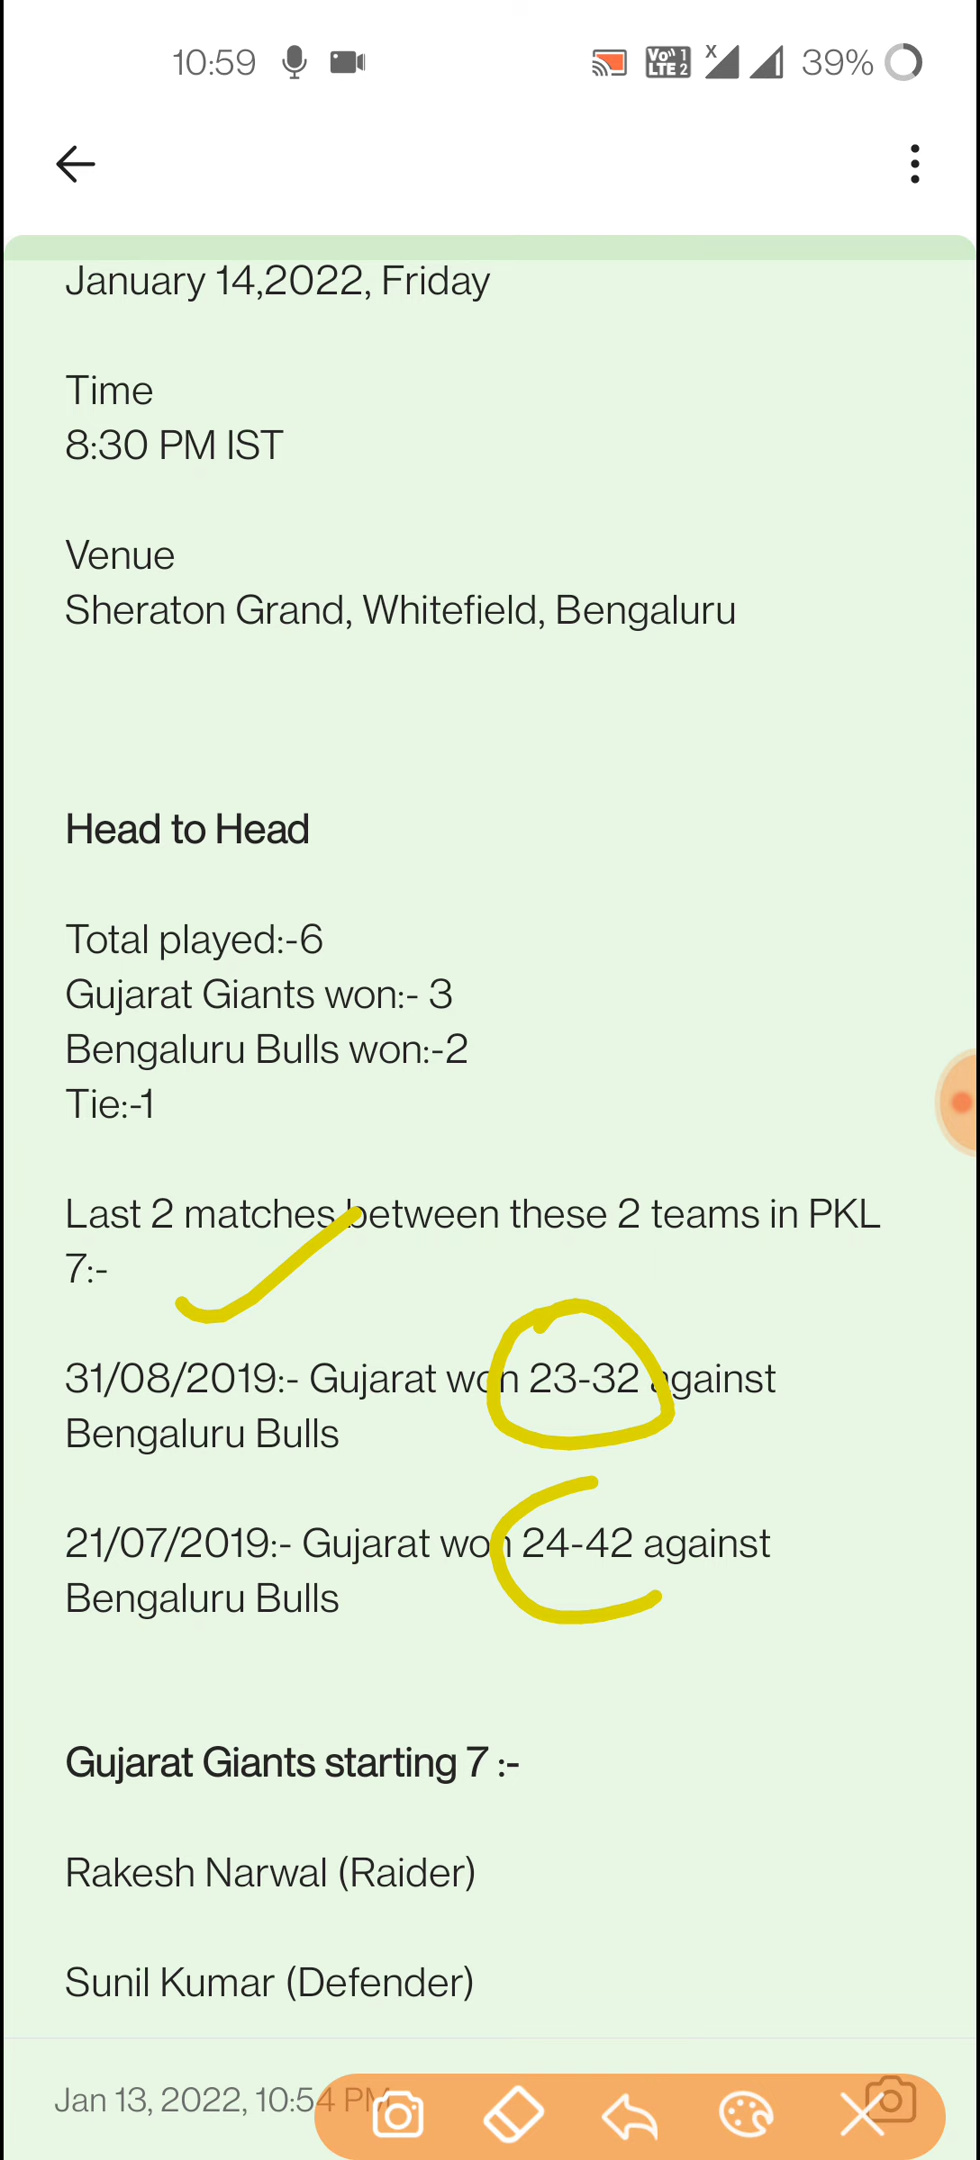 10:59
Vo)) 1
LTE 2
x
39%
January 14,2022, Friday
Time
8:30 PM IST
Venue
Sheraton Grand, Whitefield, Bengaluru
Head to Head
Total played:-6
Gujarat Giants won:- 3
Bengaluru Bulls won:-2
Tie:-1
Last 2 matches between these 2 teams in PKL
7:-
31/08/2019:- Gujarat won 23-32 against
Bengaluru Bulls
21/07/2019:- Gujarat won 24-42 against
Bengaluru Bulls
Gujarat Giants starting 7 :-
Rakesh Narwal (Raider)
Sunil Kumar (Defender)
Jan 13, 2022, 10:54 PM